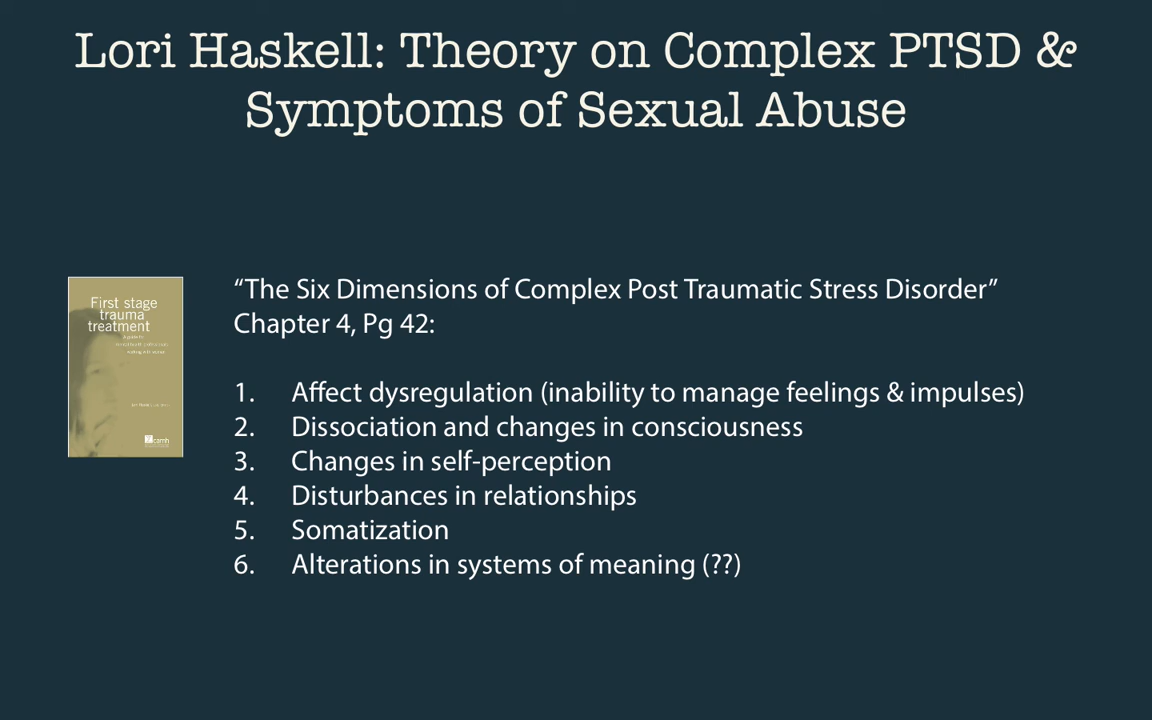 Lori Haskell: Theory on Complex PTSD &
Symptoms of Sexual Abuse
First stage
trauma
treatment
camh
“The Six Dimensions of Complex Post Traumatic Stress Disorder”
Chapter 4, Pg 42:
1. Affect dysregulation (inability to manage feelings & impulses)
2. Dissociation and changes in consciousness
3. Changes in self-perception
4. Disturbances in relationships
5. Somatization
6. Alterations in systems of meaning (??)